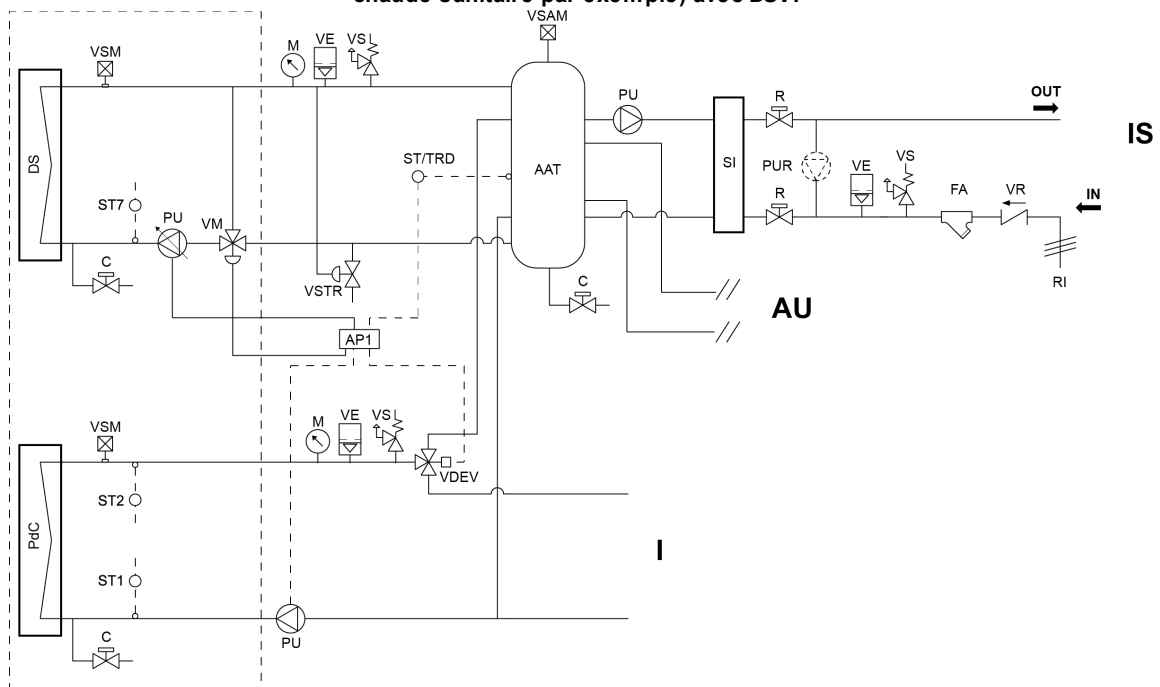 chaude sanitaire par exemple) avec DSV.
VSAM
VSM
M
VE
VS
DS
PU
R
OUT
IS
ST/TRD
AAT
SI
PUR
VE
VS
ST7
PU
VM
R
FA
VR
IN
C
VSTR
C
RI
AU
AP1
VSM
M
VE
VS
VDEV
ST2
PdC
I
ST1
C
PU